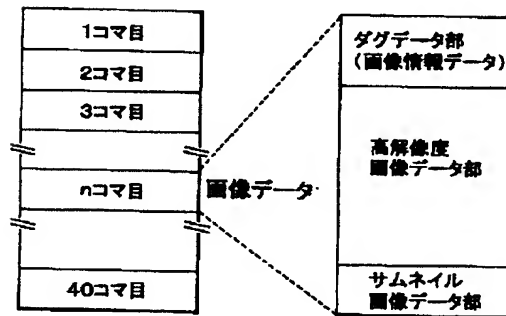 1コマ目
2コマ目
3コマ目
nコマ目
40コマ目
画像データ
ダグデータ部
(画像情報データ)
高解像度
画像データ部
サムネイル
画像データ部